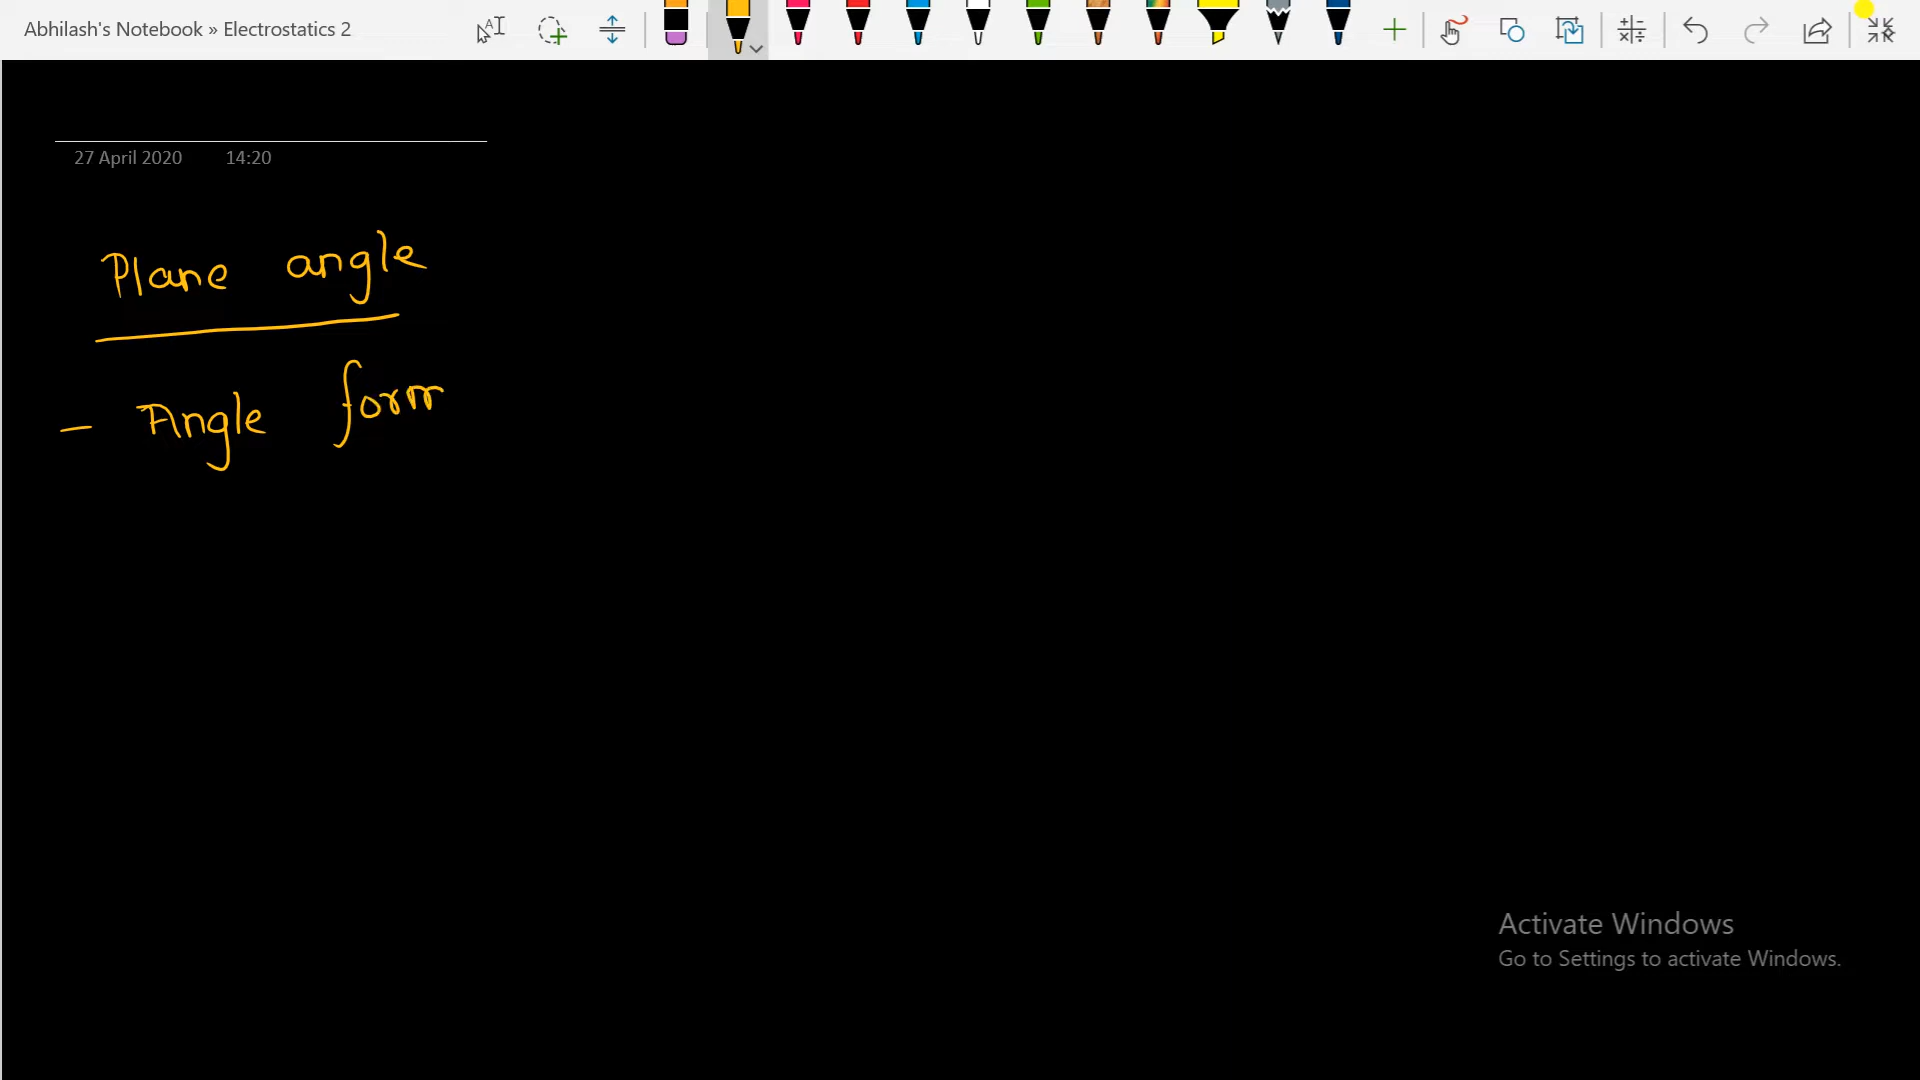 Abhilash's Notebook » Electrostatics 2
27 April 2020 14:20
Plane angle
- Angle form
Activate Windows
Go to Settings to activate Windows.